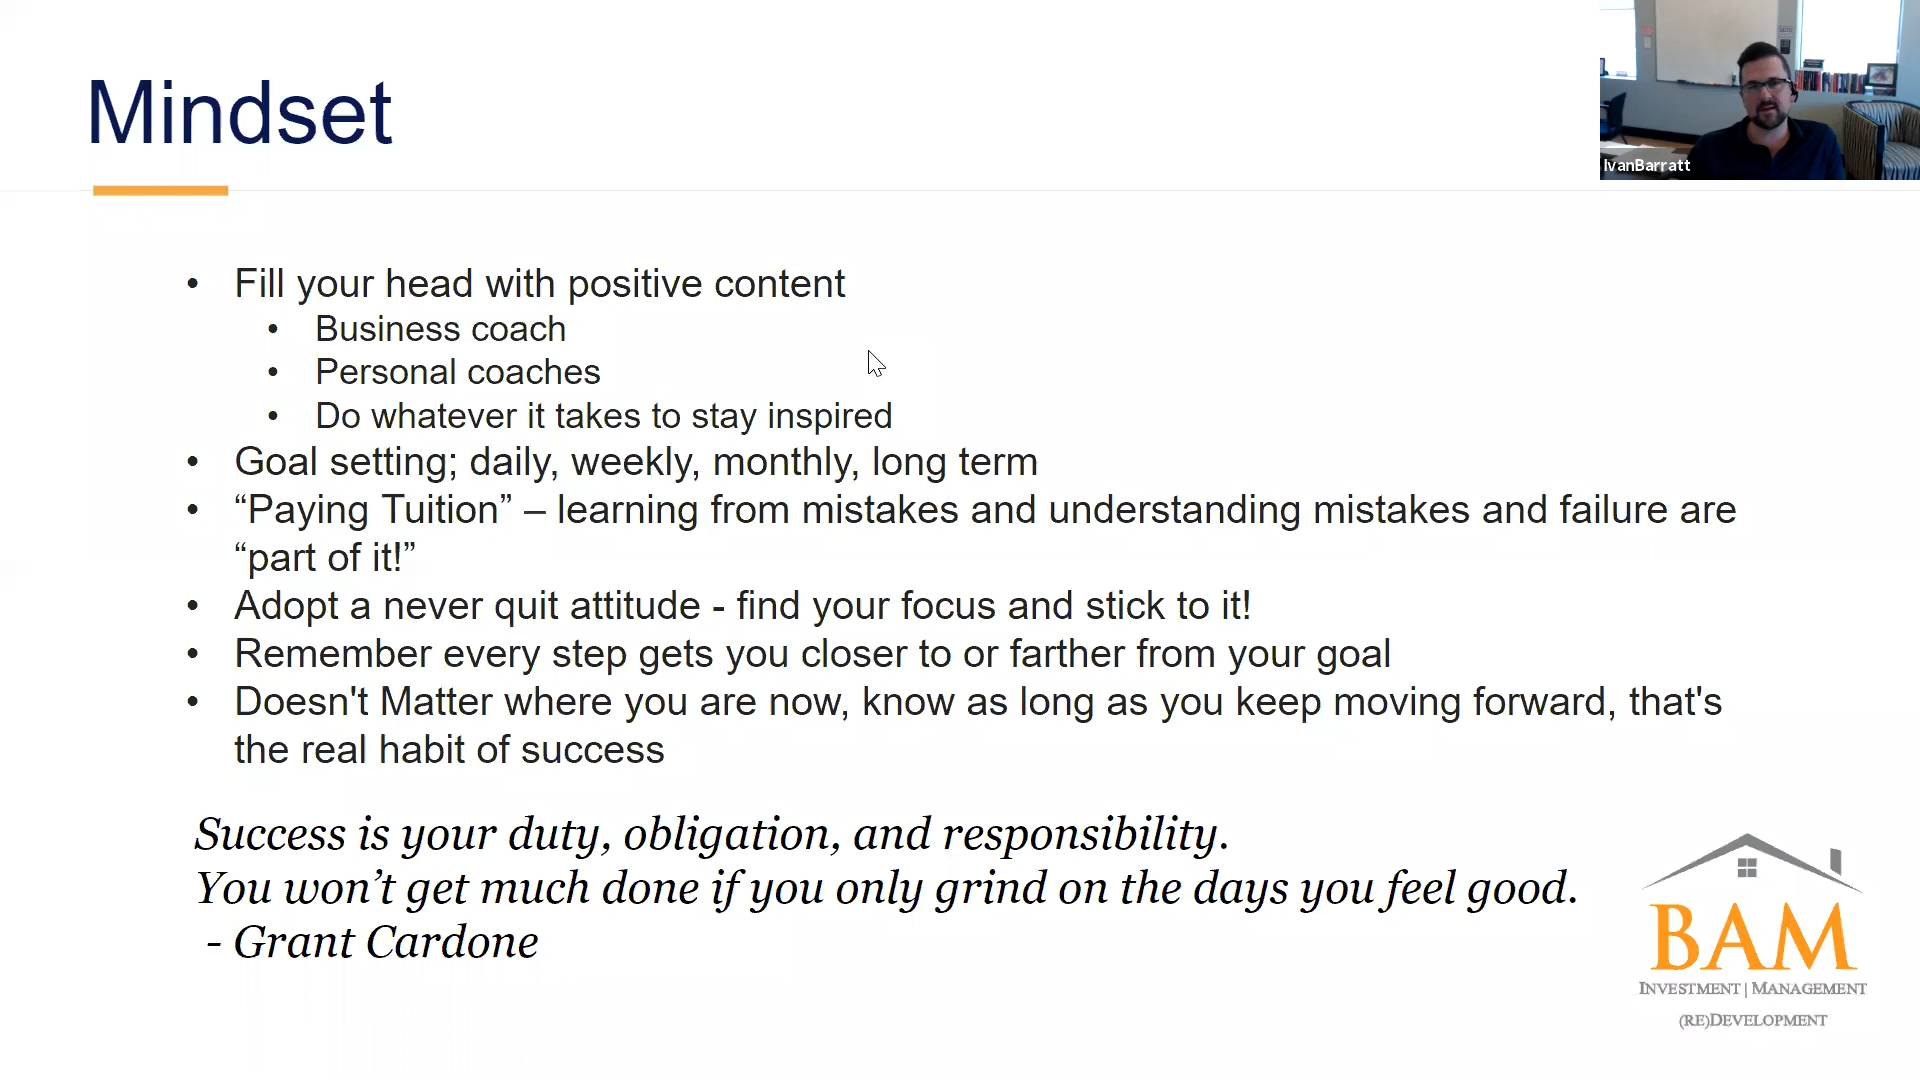 Mindset
IvanBarratt
• Fill your head with positive content
• Business coach
• Personal coaches
• Do whatever it takes to stay inspired
• Goal setting; daily, weekly, monthly, long term
• “Paying Tuition” – learning from mistakes and understanding mistakes and failure are
“part of it!”
• Adopt a never quit attitude - find your focus and stick to it!
• Remember every step gets you closer to or farther from your goal
• Doesn't Matter where you are now, know as long as you keep moving forward, that's
the real habit of success
Success is your duty, obligation, and responsibility.
You won’t get much done if you only grind on the days you feel good.
- Grant Cardone
BAM
INVESTMENT | MANAGEMENT
(RE)DEVELOPMENT